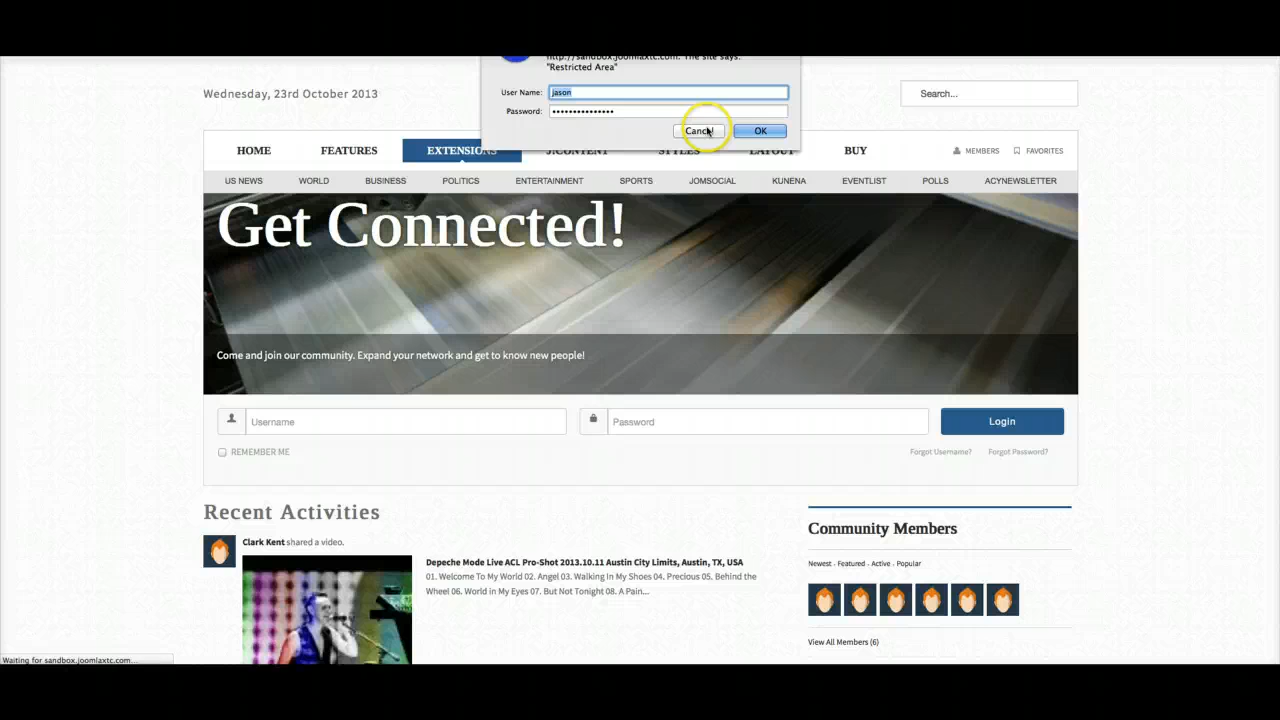 http://sandbox.joomlaxtc.com. The site says:
"Restricted Area"
User Name: jason
Password: •••••••••••••••
Cancel OK
Wednesday, 23rd October 2013
Search...
HOME FEATURES EXTENSIONS J!CONTENT STYLES LAYOUT BUY MEMBERS FAVORITES
US NEWS WORLD BUSINESS POLITICS ENTERTAINMENT SPORTS JOMSOCIAL KUNENA EVENTLIST POLLS ACYNEWSLETTER
Get Connected!
Come and join our community. Expand your network and get to know new people!
Username Password Login
REMEMBER ME Forgot Username? Forgot Password?
Recent Activities
Clark Kent shared a video.
Depeche Mode Live ACL Pro-Shot 2013.10.11 Austin City Limits, Austin, TX, USA
01. Welcome To My World 02. Angel 03. Walking In My Shoes 04. Precious 05. Behind the
Wheel 06. World in My Eyes 07. But Not Tonight 08. A Pain...
Community Members
Newest . Featured . Active . Popular
View All Members (6)
Waiting for sandbox.joomlaxtc.com...